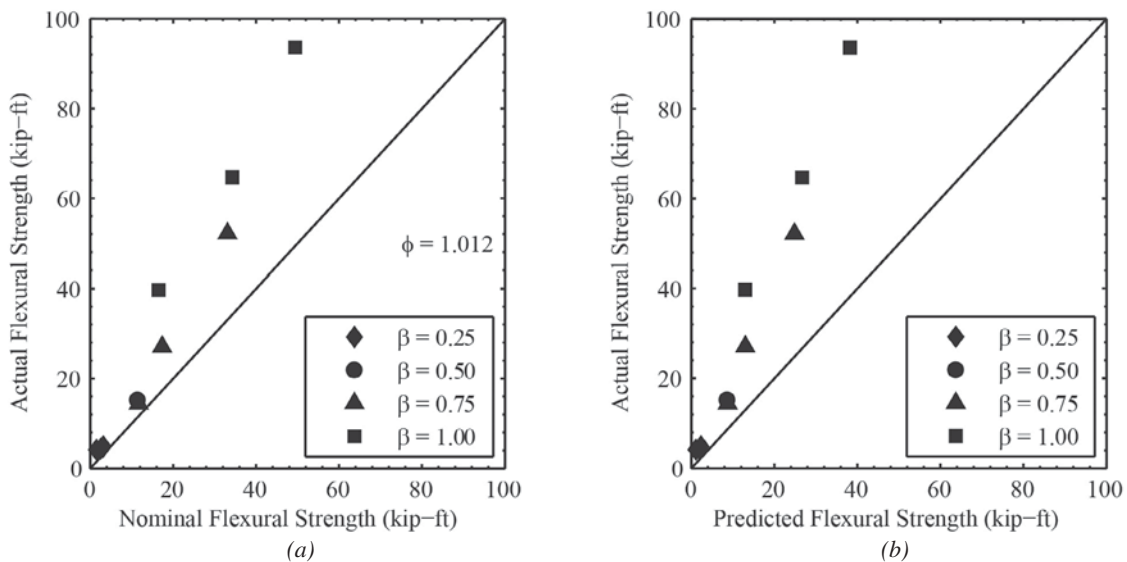 100
80
60
40
20
0
Actual Flexural Strength (kip−ft)
ϕ = 1.012
β = 0.25
β = 0.50
β = 0.75
β = 1.00
0 20 40 60 80 100
Nominal Flexural Strength (kip−ft)
(a)
100
80
60
40
20
0
Actual Flexural Strength (kip−ft)
β = 0.25
β = 0.50
β = 0.75
β = 1.00
0 20 40 60 80 100
Predicted Flexural Strength (kip−ft)
(b)